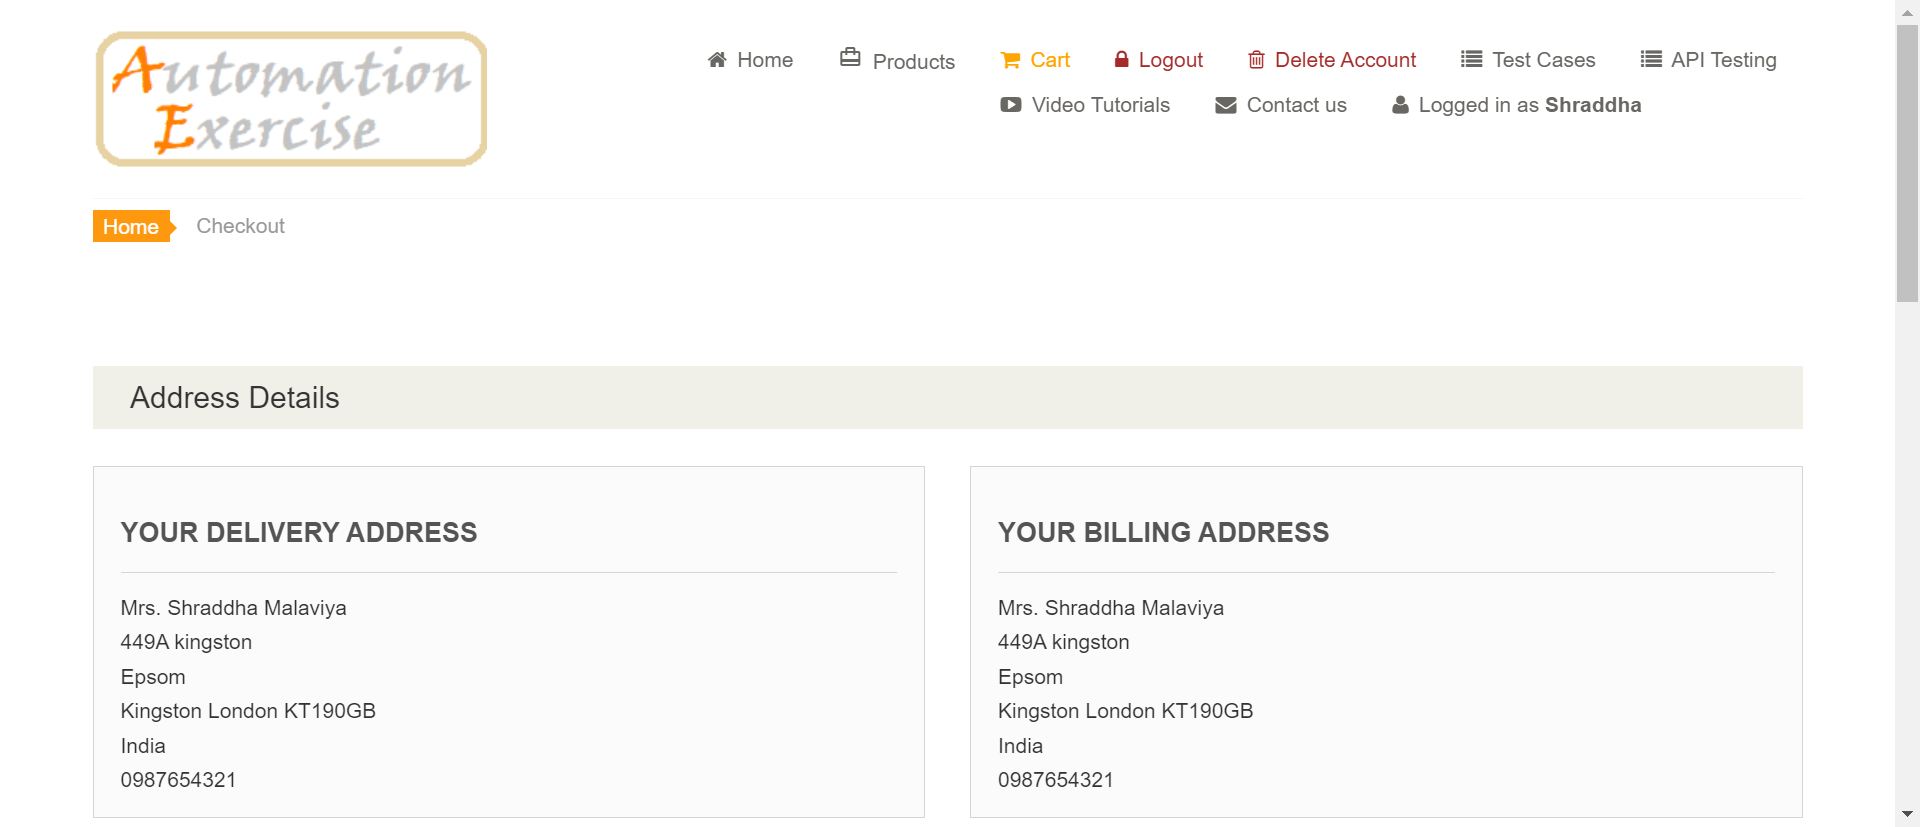 Automation
Exercise
Home Products Cart Logout Delete Account Test Cases API Testing
Video Tutorials Contact us Logged in as Shraddha
Home Checkout
Address Details
YOUR DELIVERY ADDRESS
Mrs. Shraddha Malaviya
449A kingston
Epsom
Kingston London KT190GB
India
0987654321
YOUR BILLING ADDRESS
Mrs. Shraddha Malaviya
449A kingston
Epsom
Kingston London KT190GB
India
0987654321